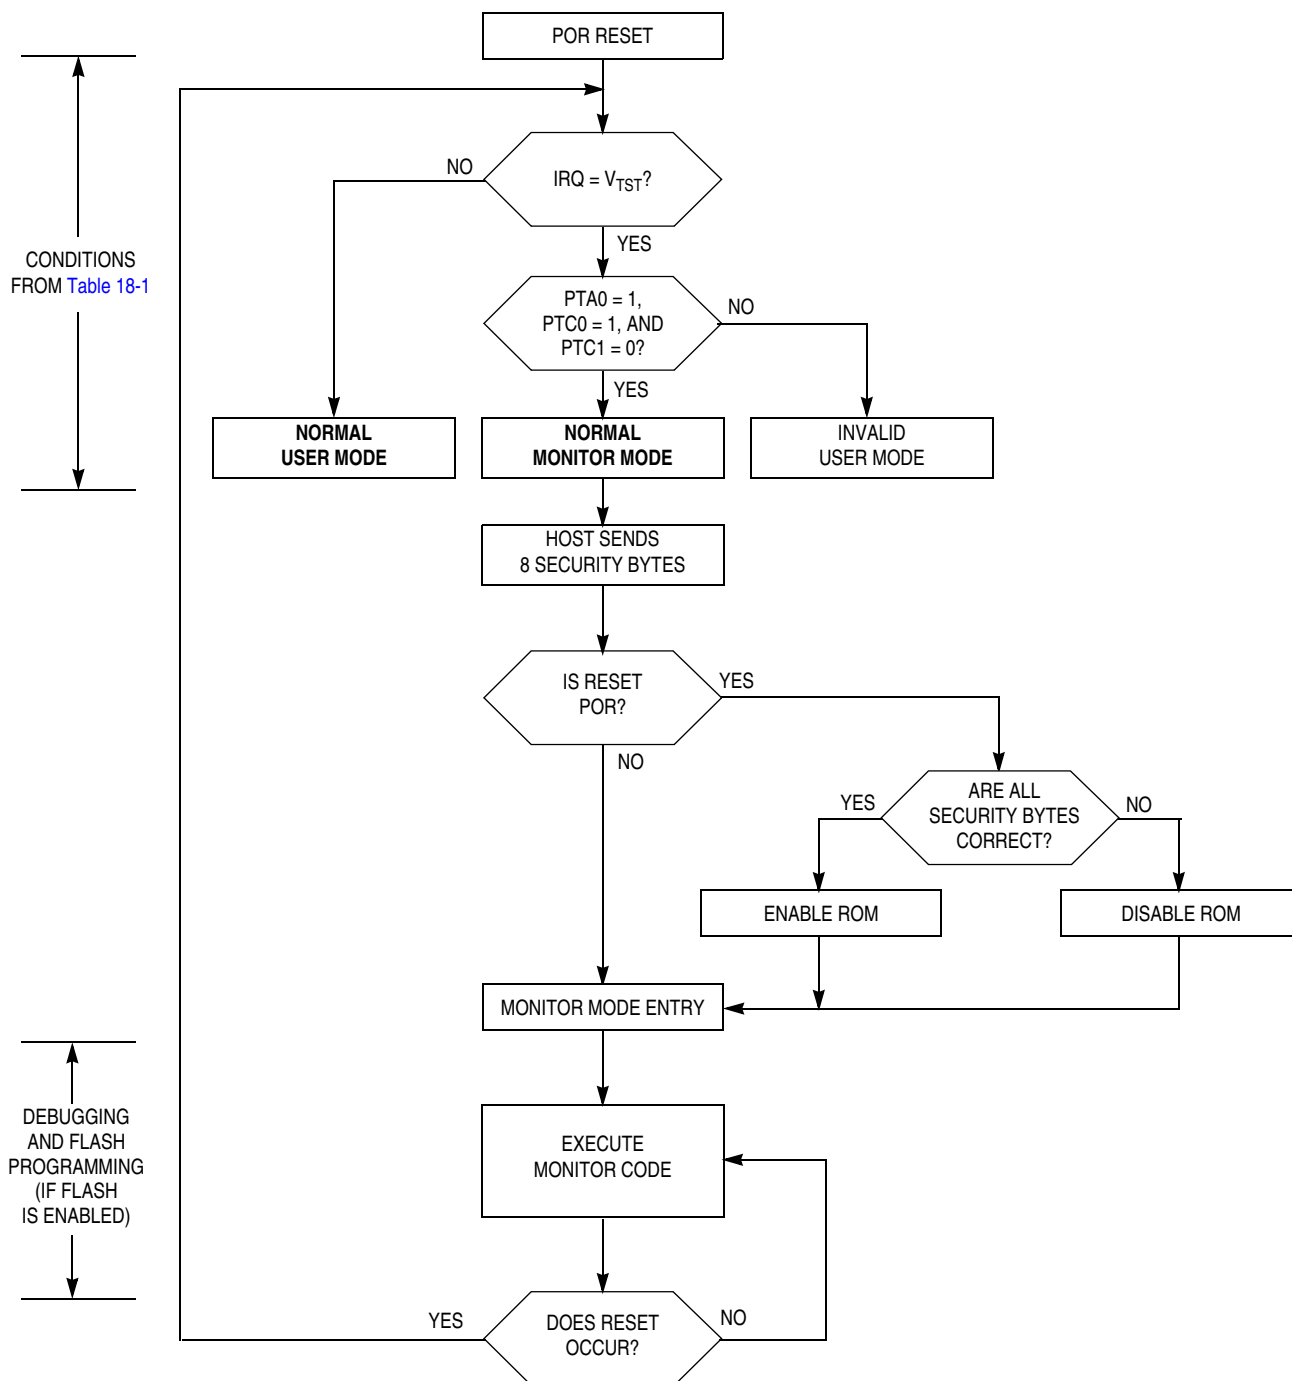 POR RESET
NO
IRQ = VTST?
YES
CONDITIONS
FROM Table 18-1
PTA0 = 1,
PTC0 = 1, AND
PTC1 = 0?
NO
YES
NORMAL
USER MODE
NORMAL
MONITOR MODE
INVALID
USER MODE
HOST SENDS
8 SECURITY BYTES
IS RESET
POR?
YES
NO
ARE ALL
SECURITY BYTES
CORRECT?
YES
NO
ENABLE ROM
DISABLE ROM
MONITOR MODE ENTRY
DEBUGGING
AND FLASH
PROGRAMMING
(IF FLASH
IS ENABLED)
EXECUTE
MONITOR CODE
YES
DOES RESET
OCCUR?
NO